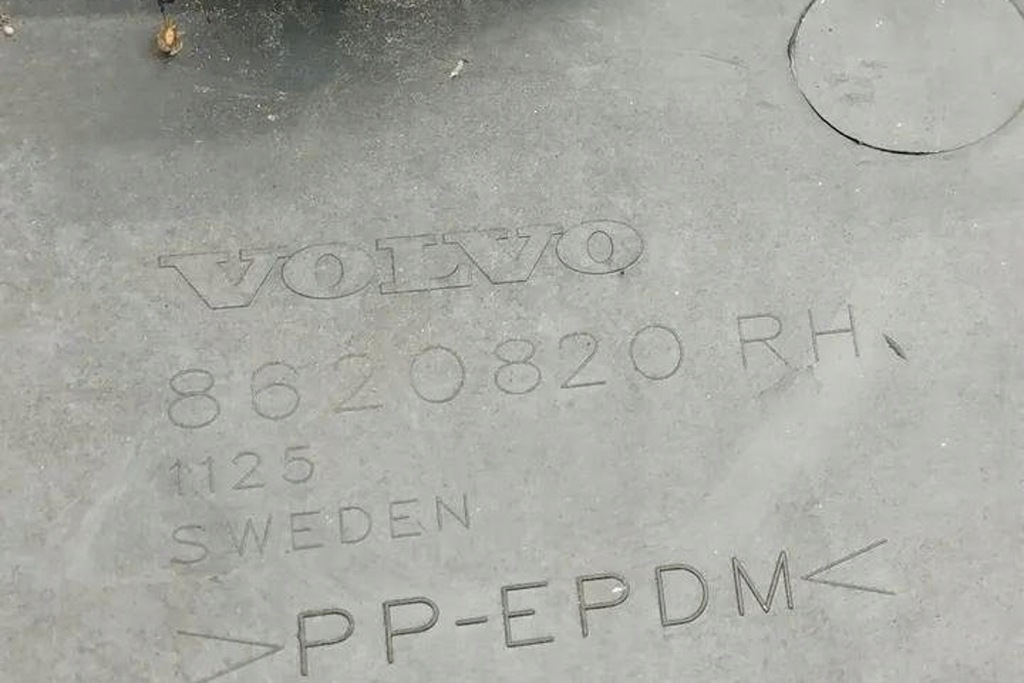 VOLVO
8620820 RH
1125
SWEDEN
>PP-EPDM<